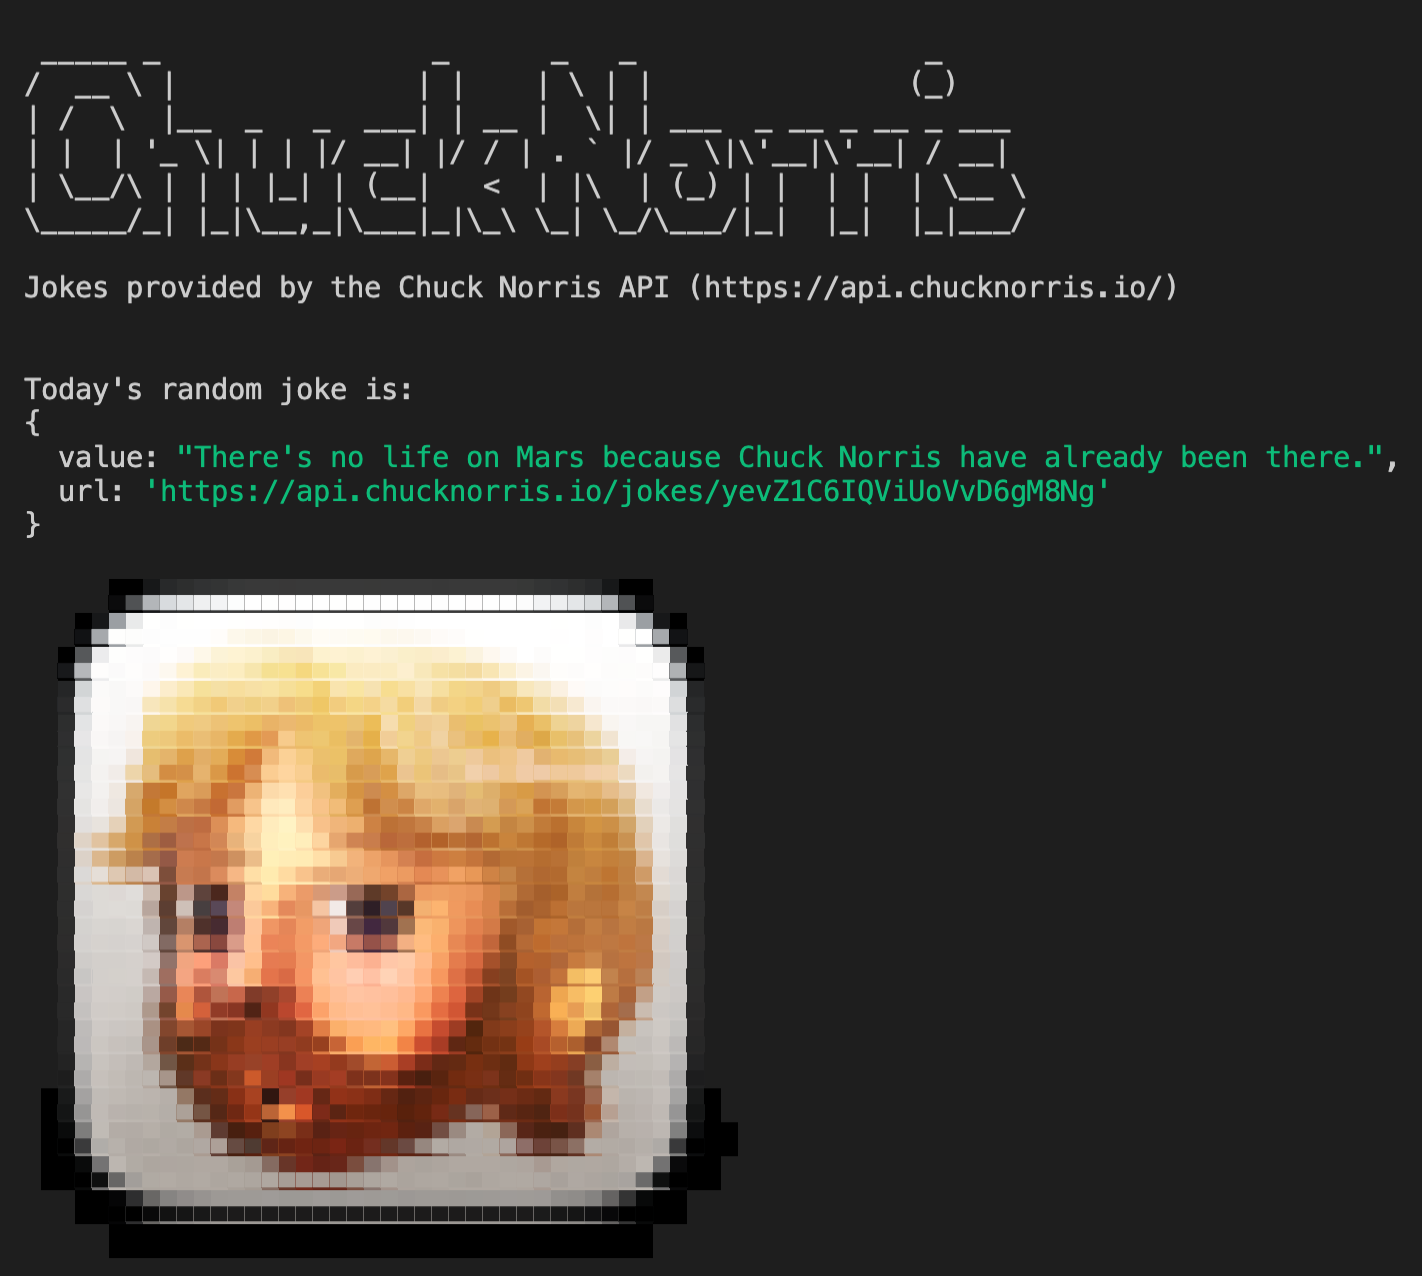 ChuckNorris
Jokes provided by the Chuck Norris API (https://api.chucknorris.io/)
Today's random joke is:
{
value: "There's no life on Mars because Chuck Norris have already been there.",
url: 'https://api.chucknorris.io/jokes/yevZ1C6IQViUoVvD6gM8Ng'
}